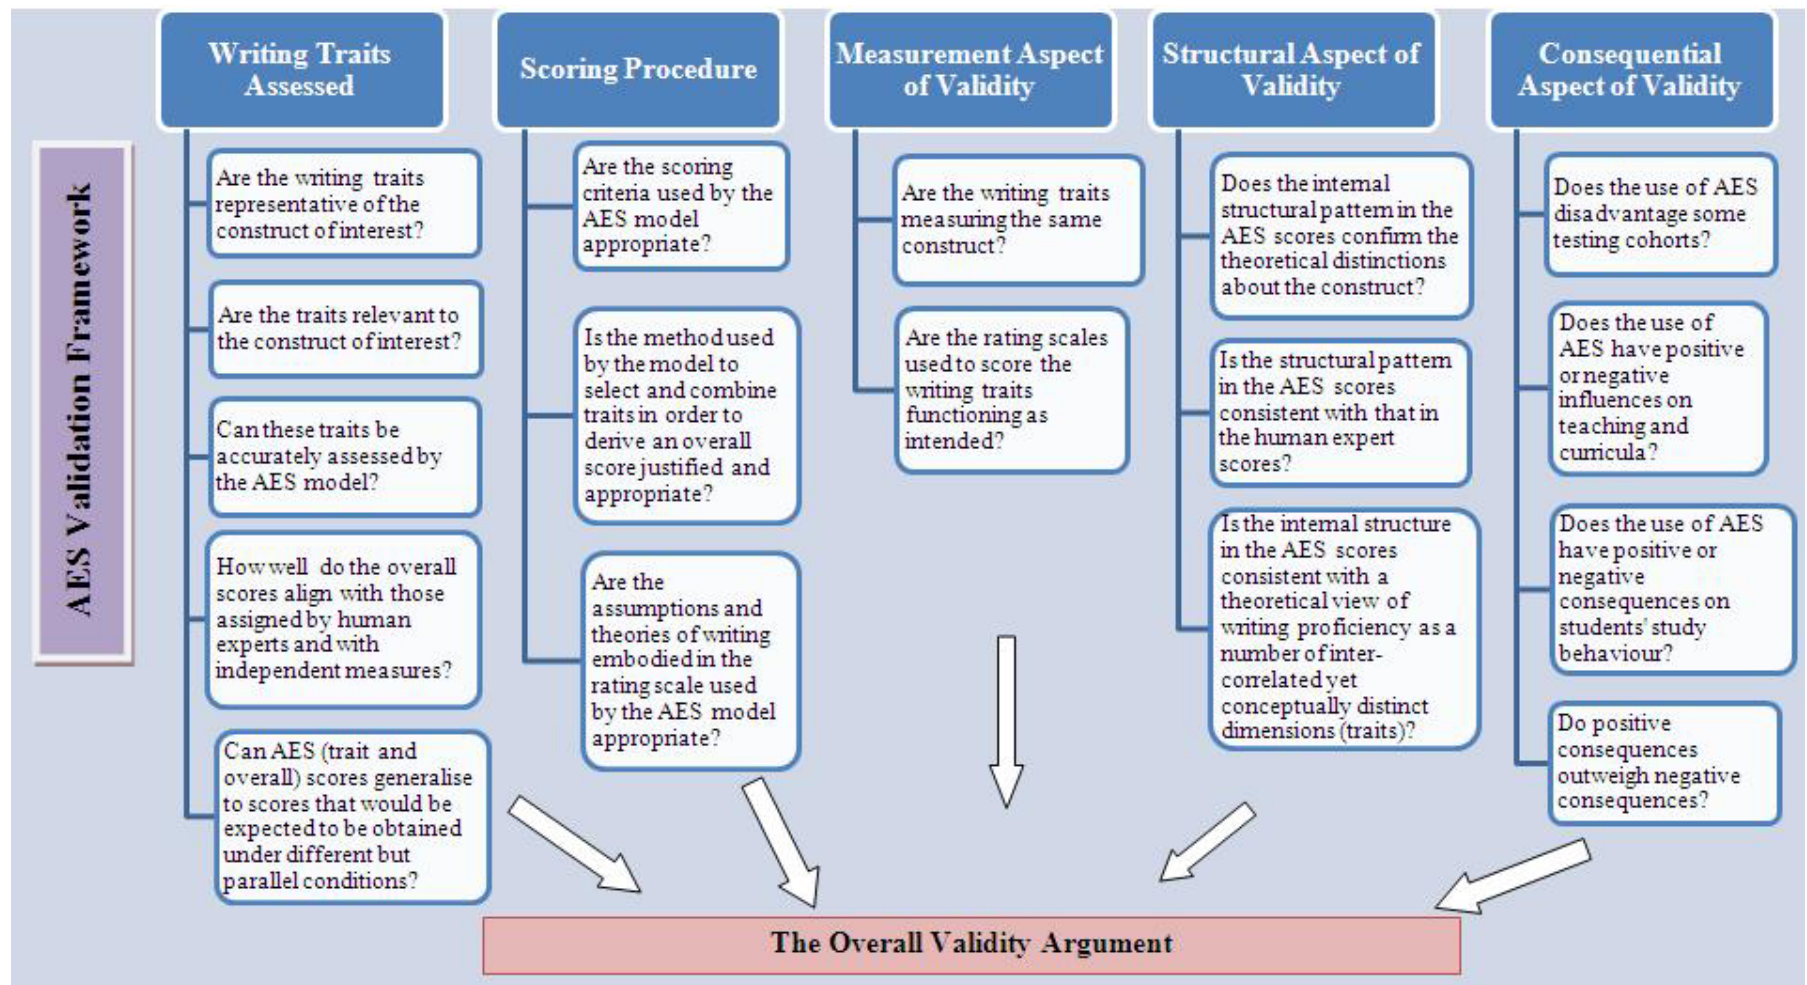 AES Validation Framework
Writing Traits
Assessed
Are the writing traits
representative of the
construct of interest?
Are the traits relevant to
the construct of interest?
Can these traits be
accurately assessed by
the AES model?
How well do the overall
scores align with those
assigned by human
experts and with
independent measures?
Can AES (trait and
overall) scores generalise
to scores that would be
expected to be obtained
under different but
parallel conditions?
Scoring Procedure
Are the scoring
criteria used by the
AES model
appropriate?
Is the method used
by the model to
select and combine
traits in order to
derive an overall
score justified and
appropriate?
Are the
assumptions and
theories of writing
embodied in the
rating scale used
by the AES model
appropriate?
Measurement Aspect
of Validity
Are the writing traits
measuring the same
construct?
Are the rating scales
used to score the
writing traits
functioning as
intended?
Structural Aspect of
Validity
Does the internal
structural pattern in the
AES scores confirm the
theoretical distinctions
about the construct?
Is the structural pattern
in the AES scores
consistent with that in
the human expert
scores?
Is the internal structure
in the AES scores
consistent with a
theoretical view of
writing proficiency as a
number of inter-
correlated yet
conceptually distinct
dimensions (traits)?
Consequential
Aspect of Validity
Does the use of AES
disadvantage some
testing cohorts?
Does the use of
AES have positive
or negative
influences on
teaching and
curricula?
Does the use of AES
have positive or
negative
consequences on
students' study
behaviour?
Do positive
consequences
outweigh negative
consequences?
The Overall Validity Argument